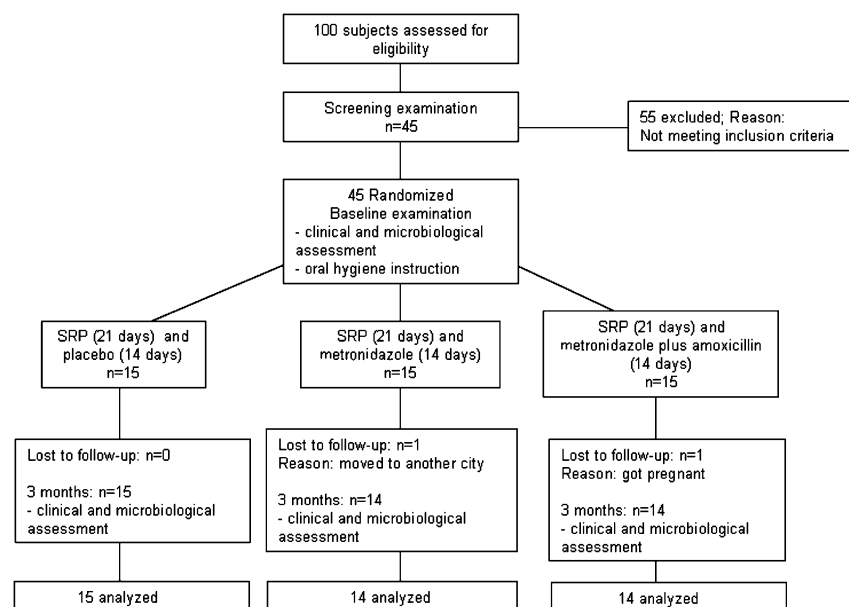 100 subjects assessed for
eligibility
Screening examination
n=45
55 excluded; Reason:
Not meeting inclusion criteria
45 Randomized
Baseline examination
- clinical and microbiological
assessment
- oral hygiene instruction
SRP (21 days) and
placebo (14 days)
n=15
SRP (21 days) and
metronidazole (14 days)
n=15
SRP (21 days) and
metronidazole plus amoxicillin
(14 days)
n=15
Lost to follow-up: n=0
3 months: n=15
- clinical and microbiological
assessment
Lost to follow-up: n=1
Reason: moved to another city
3 months: n=14
- clinical and microbiological
assessment
Lost to follow-up: n=1
Reason: got pregnant
3 months: n=14
- clinical and microbiological
assessment
15 analyzed
14 analyzed
14 analyzed